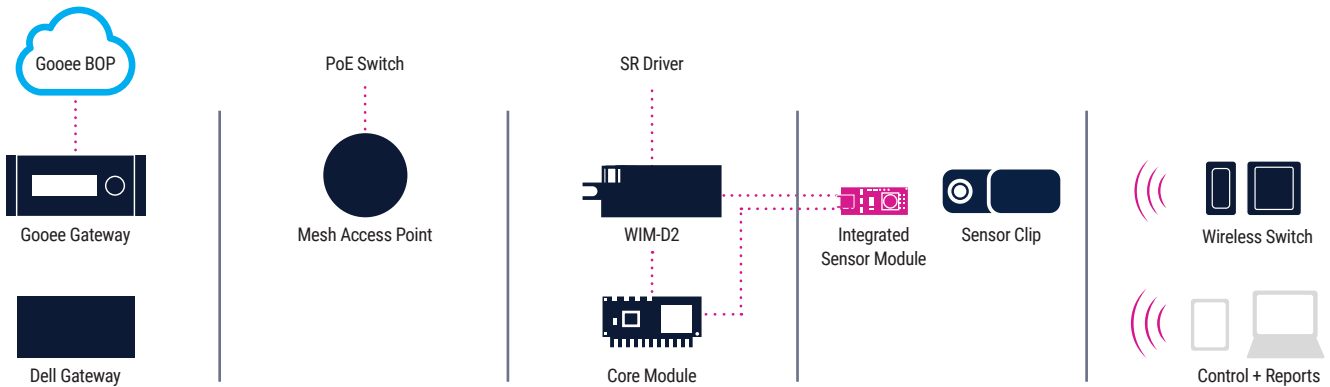 Gooee BOP
PoE Switch
SR Driver
Gooee Gateway
Mesh Access Point
WIM-D2
Integrated
Sensor Module
Sensor Clip
Wireless Switch
Dell Gateway
Core Module
Control + Reports